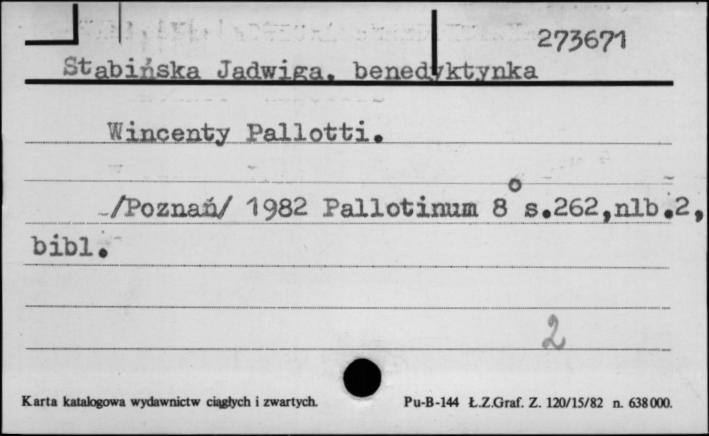 273671
Stabińska Jadwiga, benedyktynka
Wincenty Pallotti.
/Poznań/ 1982 Pallotinum 8° s.262,nlb.2,
bibl.
2
Karta katalogowa wydawnictw ciągłych i zwartych. Pu-B-144 Ł.Z.Graf. Z. 120/15/82 n. 638000.